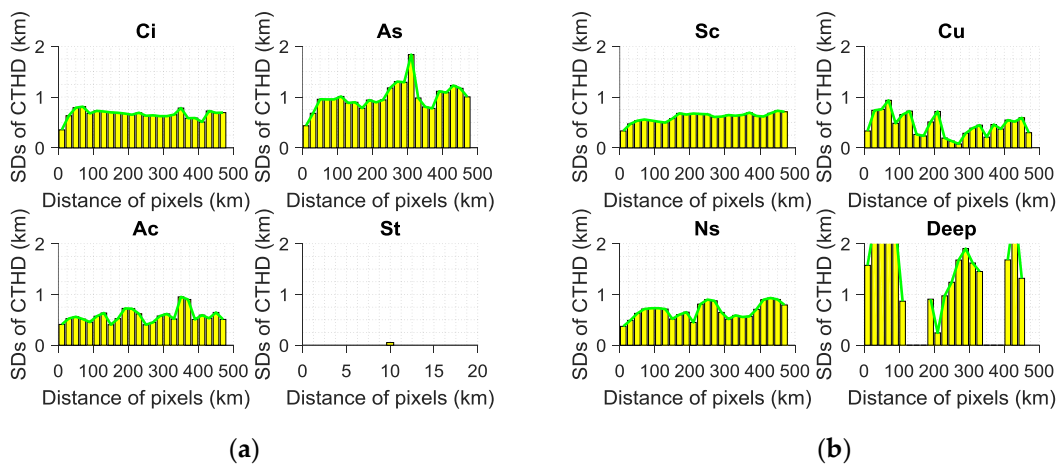 Ci
As
Sc
Cu
SDs of CTHD (km)
2
1
0
0 100 200 300 400 500
Distance of pixels (km)
SDs of CTHD (km)
2
1
0
0 100 200 300 400 500
Distance of pixels (km)
SDs of CTHD (km)
2
1
0
0 100 200 300 400 500
Distance of pixels (km)
SDs of CTHD (km)
2
1
0
0 100 200 300 400 500
Distance of pixels (km)
Ac
St
Ns
Deep
SDs of CTHD (km)
2
1
0
0 100 200 300 400 500
Distance of pixels (km)
SDs of CTHD (km)
2
1
0
0 5 10 15 20
Distance of pixels (km)
SDs of CTHD (km)
2
1
0
0 100 200 300 400 500
Distance of pixels (km)
SDs of CTHD (km)
2
1
0
0 100 200 300 400 500
Distance of pixels (km)
(a)
(b)